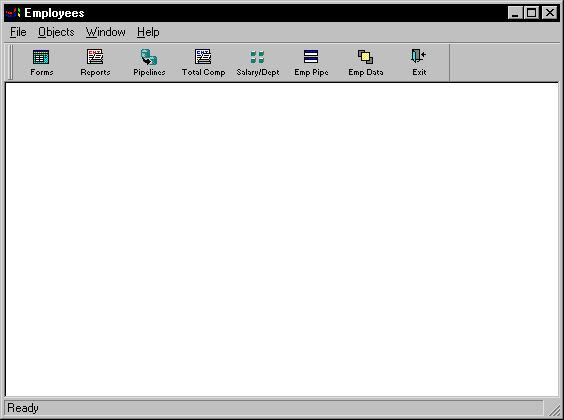 Employees
File Objects Window Help
Forms Reports Pipelines Total Comp Salary/Dept Emp Pipe Emp Data Exit
Ready